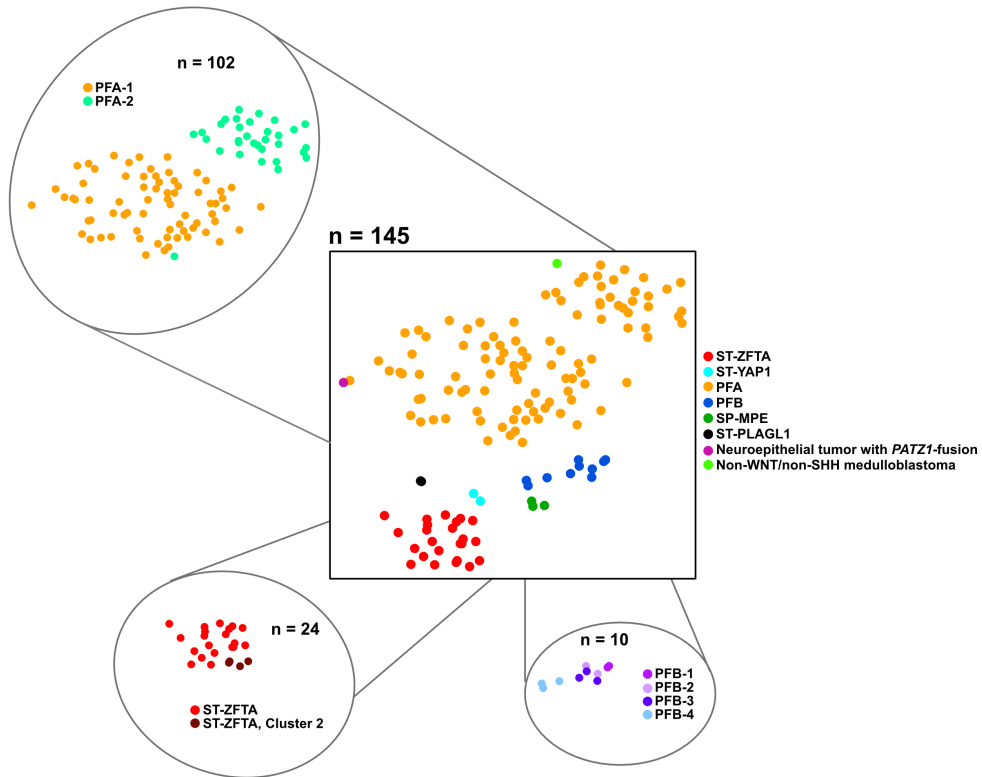 n = 102
PFA-1
PFA-2
n = 145
ST-ZFTA
ST-YAP1
PFA
PFB
SP-MPE
ST-PLAGL1
Neuroepithelial tumor with PATZ1-fusion
Non-WNT/non-SHH medulloblastoma
n = 24
ST-ZFTA
ST-ZFTA, Cluster 2
n = 10
PFB-1
PFB-2
PFB-3
PFB-4